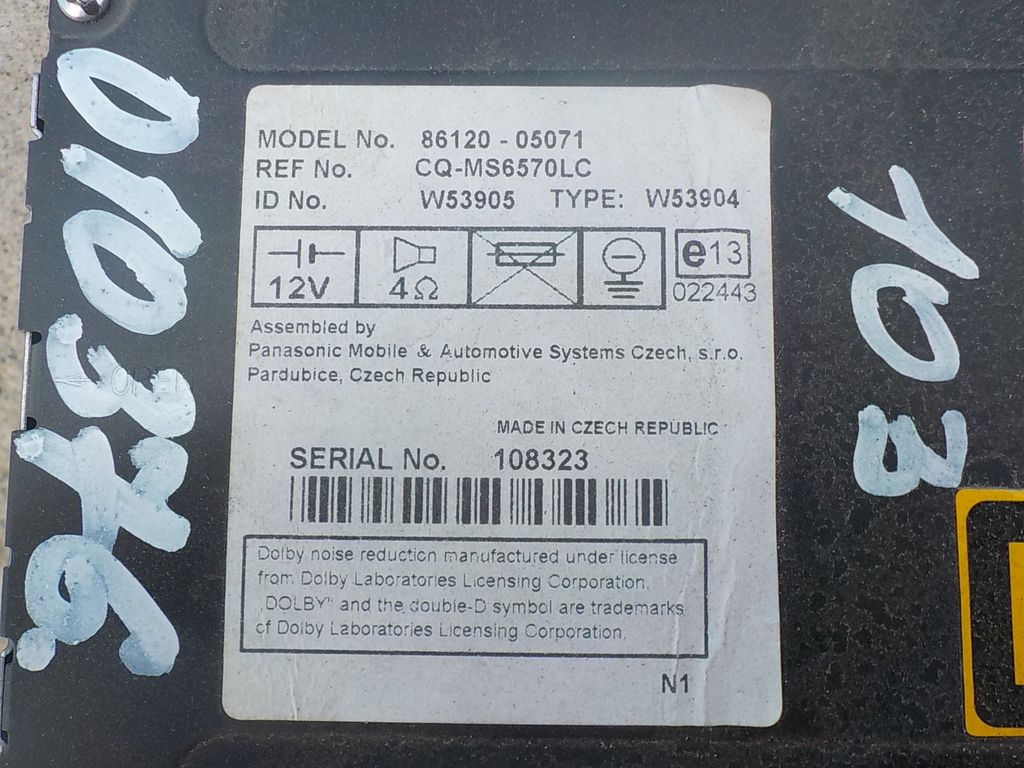 MODEL No. 86120 - 05071
REF No. CQ-MS6570LC
ID No. W53905 TYPE: W53904
12V 4Ω e13
022443
Assembled by
Panasonic Mobile & Automotive Systems Czech, s.r.o.
Pardubice, Czech Republic
MADE IN CZECH REPUBLIC
SERIAL No. 108323
Dolby noise reduction manufactured under license
from Dolby Laboratories Licensing Corporation.
„DOLBY" and the double-D symbol are trademarks
of Dolby Laboratories Licensing Corporation.
N1
103